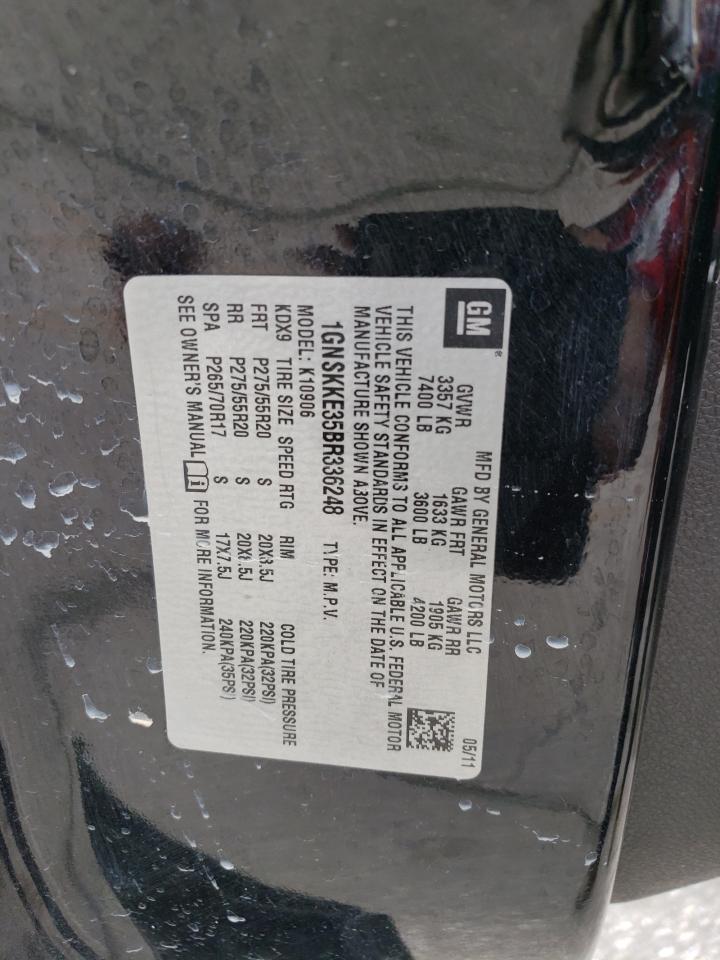 GM
MFD BY GENERAL MOTORS LLC 05/11
GVWR GAWR FRT GAWR RR
3357 KG 1633 KG 1905 KG
7400 LB 3600 LB 4200 LB
THIS VEHICLE CONFORMS TO ALL APPLICABLE U.S. FEDERAL MOTOR
VEHICLE SAFETY STANDARDS IN EFFECT ON THE DATE OF
MANUFACTURE SHOWN ABOVE.
1GNSKKE35BR336248 TYPE: M.P.V.
MODEL: K10906
KDX9 TIRE SIZE SPEED RTG RIM COLD TIRE PRESSURE
FRT P275/55R20 S 20X8.5J 220KPA(32PSI)
RR P275/55R20 S 20X8.5J 220KPA(32PSI)
SPA P265/70R17 S 17X7.5J 240KPA(35PSI)
SEE OWNER'S MANUAL FOR MORE INFORMATION.